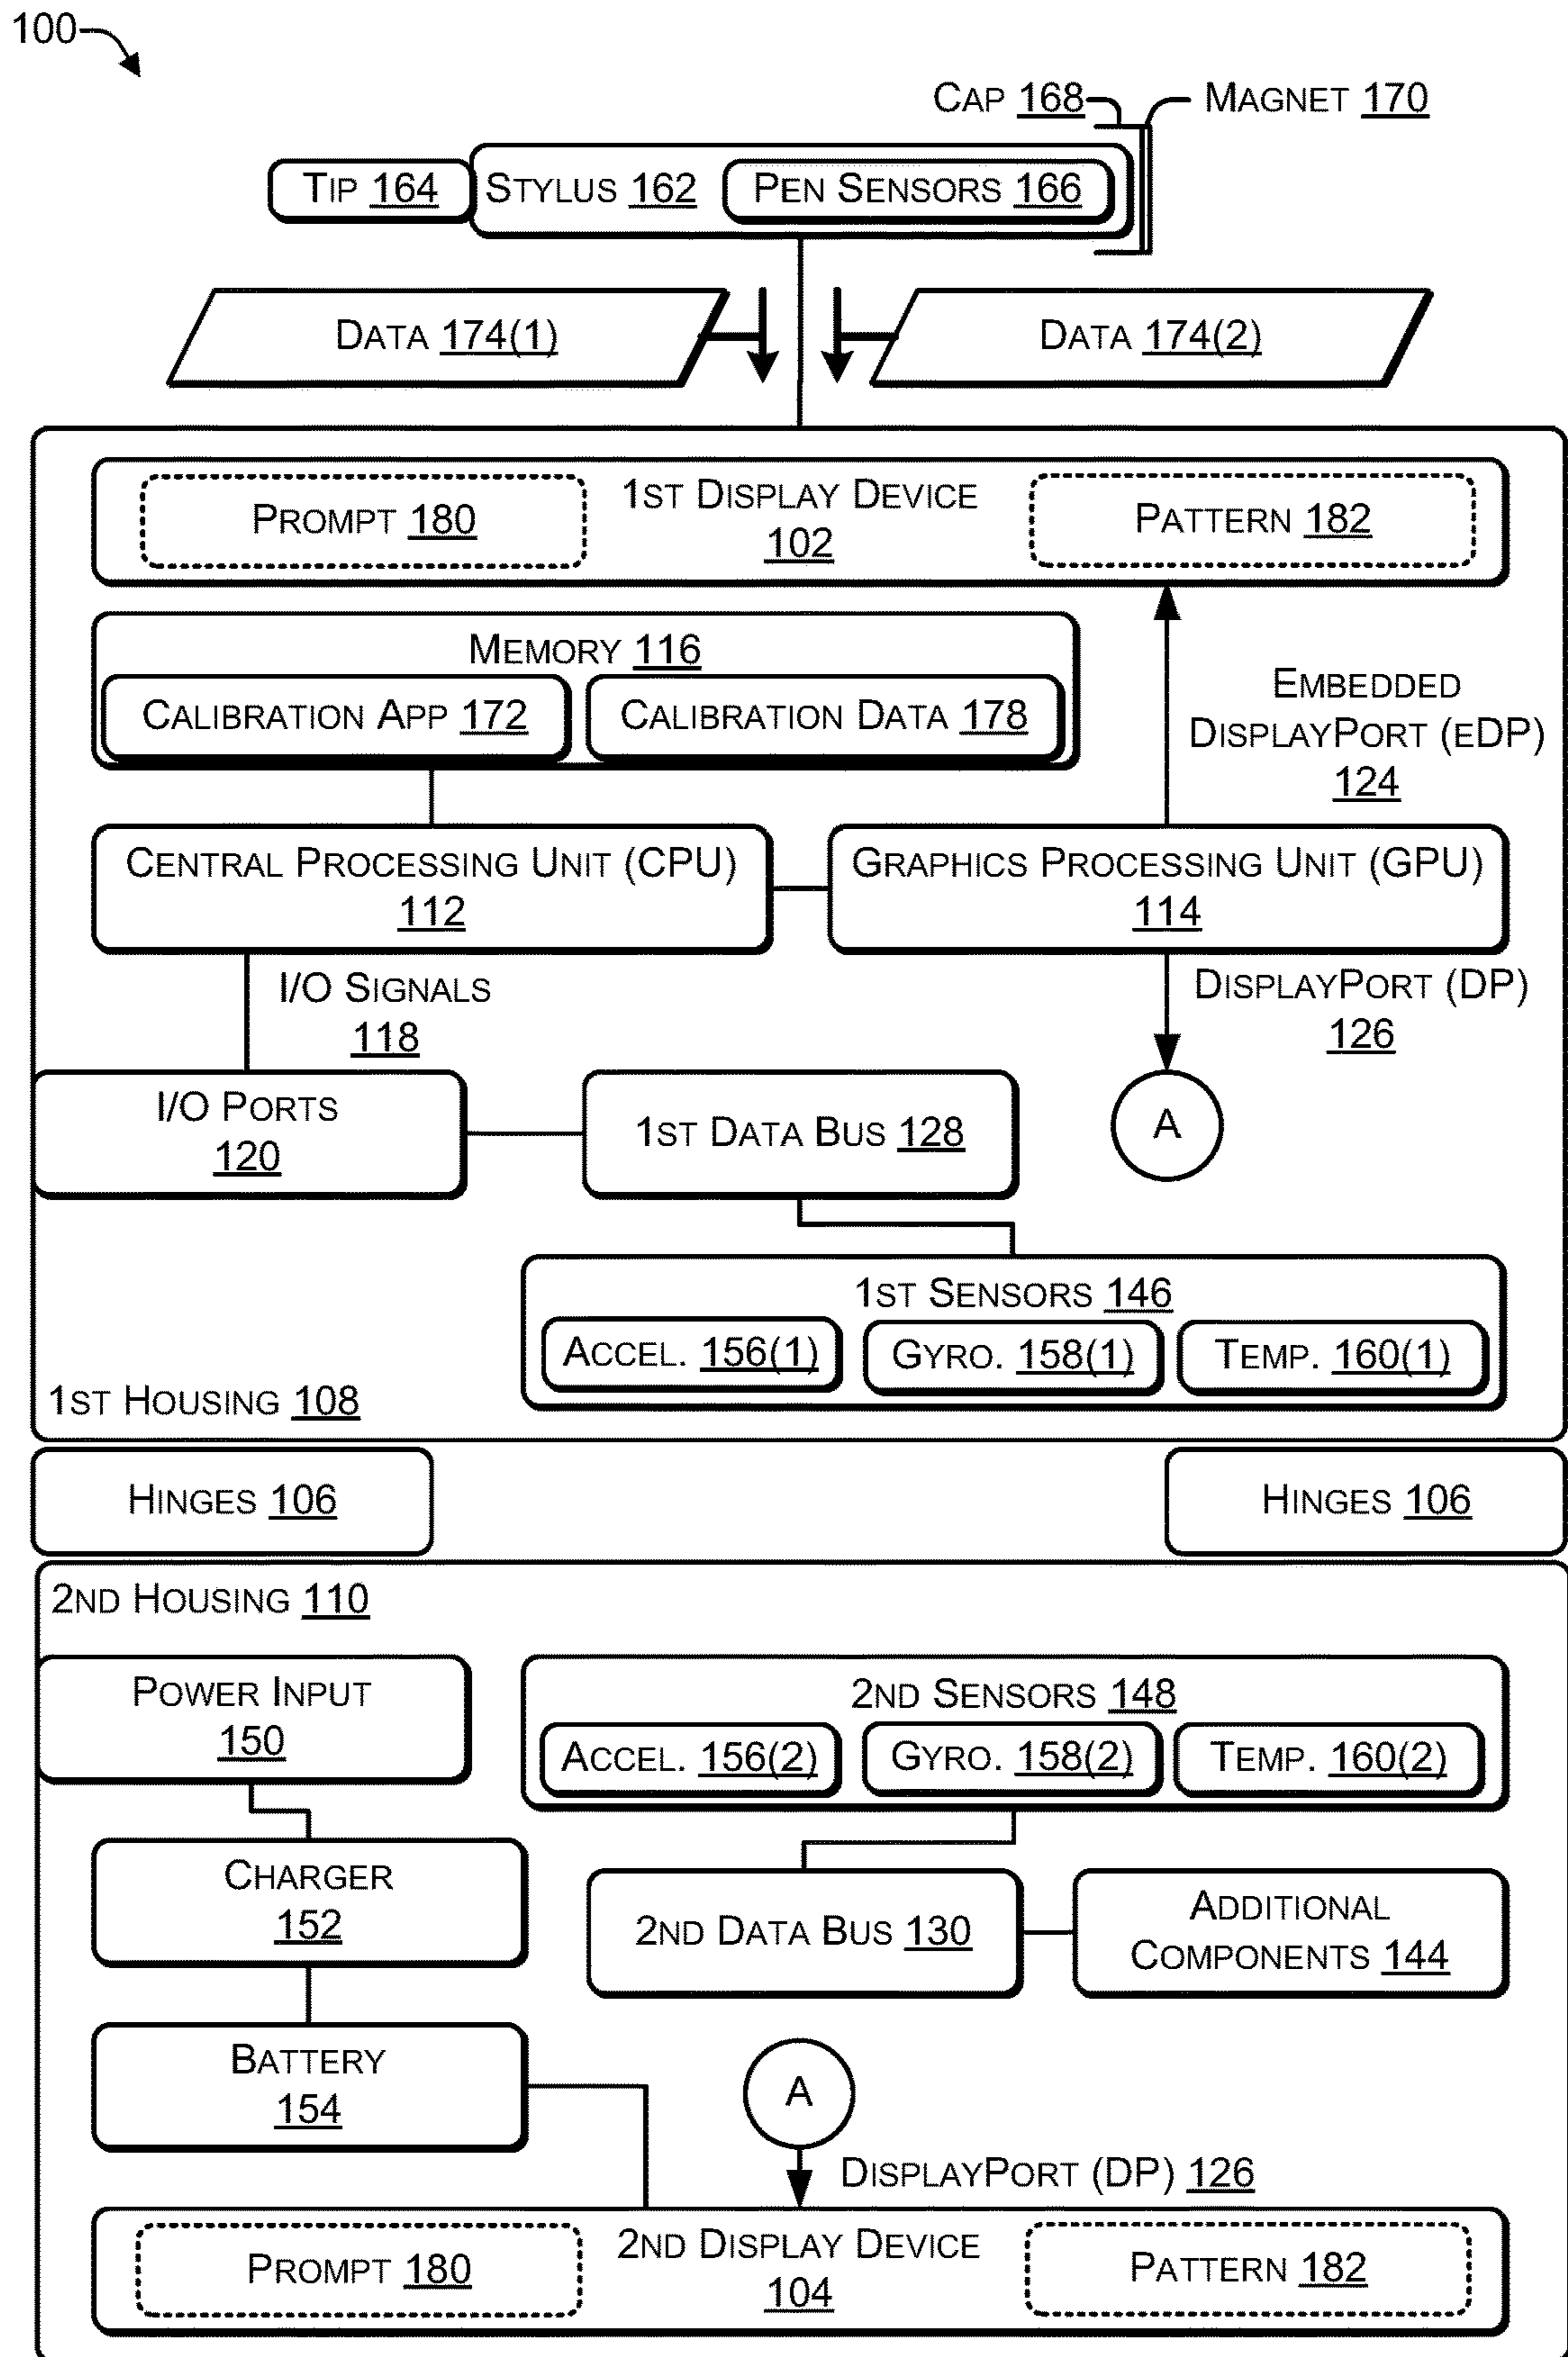 100
CAP 168
MAGNET 170
TIP 164
STYLUS 162
PEN SENSORS 166
DATA 174(1)
DATA 174(2)
PROMPT 180
1ST DISPLAY DEVICE
102
PATTERN 182
MEMORY 116
CALIBRATION APP 172
CALIBRATION DATA 178
EMBEDDED
DISPLAYPORT (EDP)
124
CENTRAL PROCESSING UNIT (CPU)
112
GRAPHICS PROCESSING UNIT (GPU)
114
I/O SIGNALS
118
DISPLAYPORT (DP)
126
I/O PORTS
120
1ST DATA BUS 128
A
1ST SENSORS 146
ACCEL. 156(1)
GYRO. 158(1)
TEMP. 160(1)
1ST HOUSING 108
HINGES 106
HINGES 106
2ND HOUSING 110
POWER INPUT
150
2ND SENSORS 148
ACCEL. 156(2)
GYRO. 158(2)
TEMP. 160(2)
CHARGER
152
2ND DATA BUS 130
ADDITIONAL
COMPONENTS 144
BATTERY
154
A
DISPLAYPORT (DP) 126
PROMPT 180
2ND DISPLAY DEVICE
104
PATTERN 182